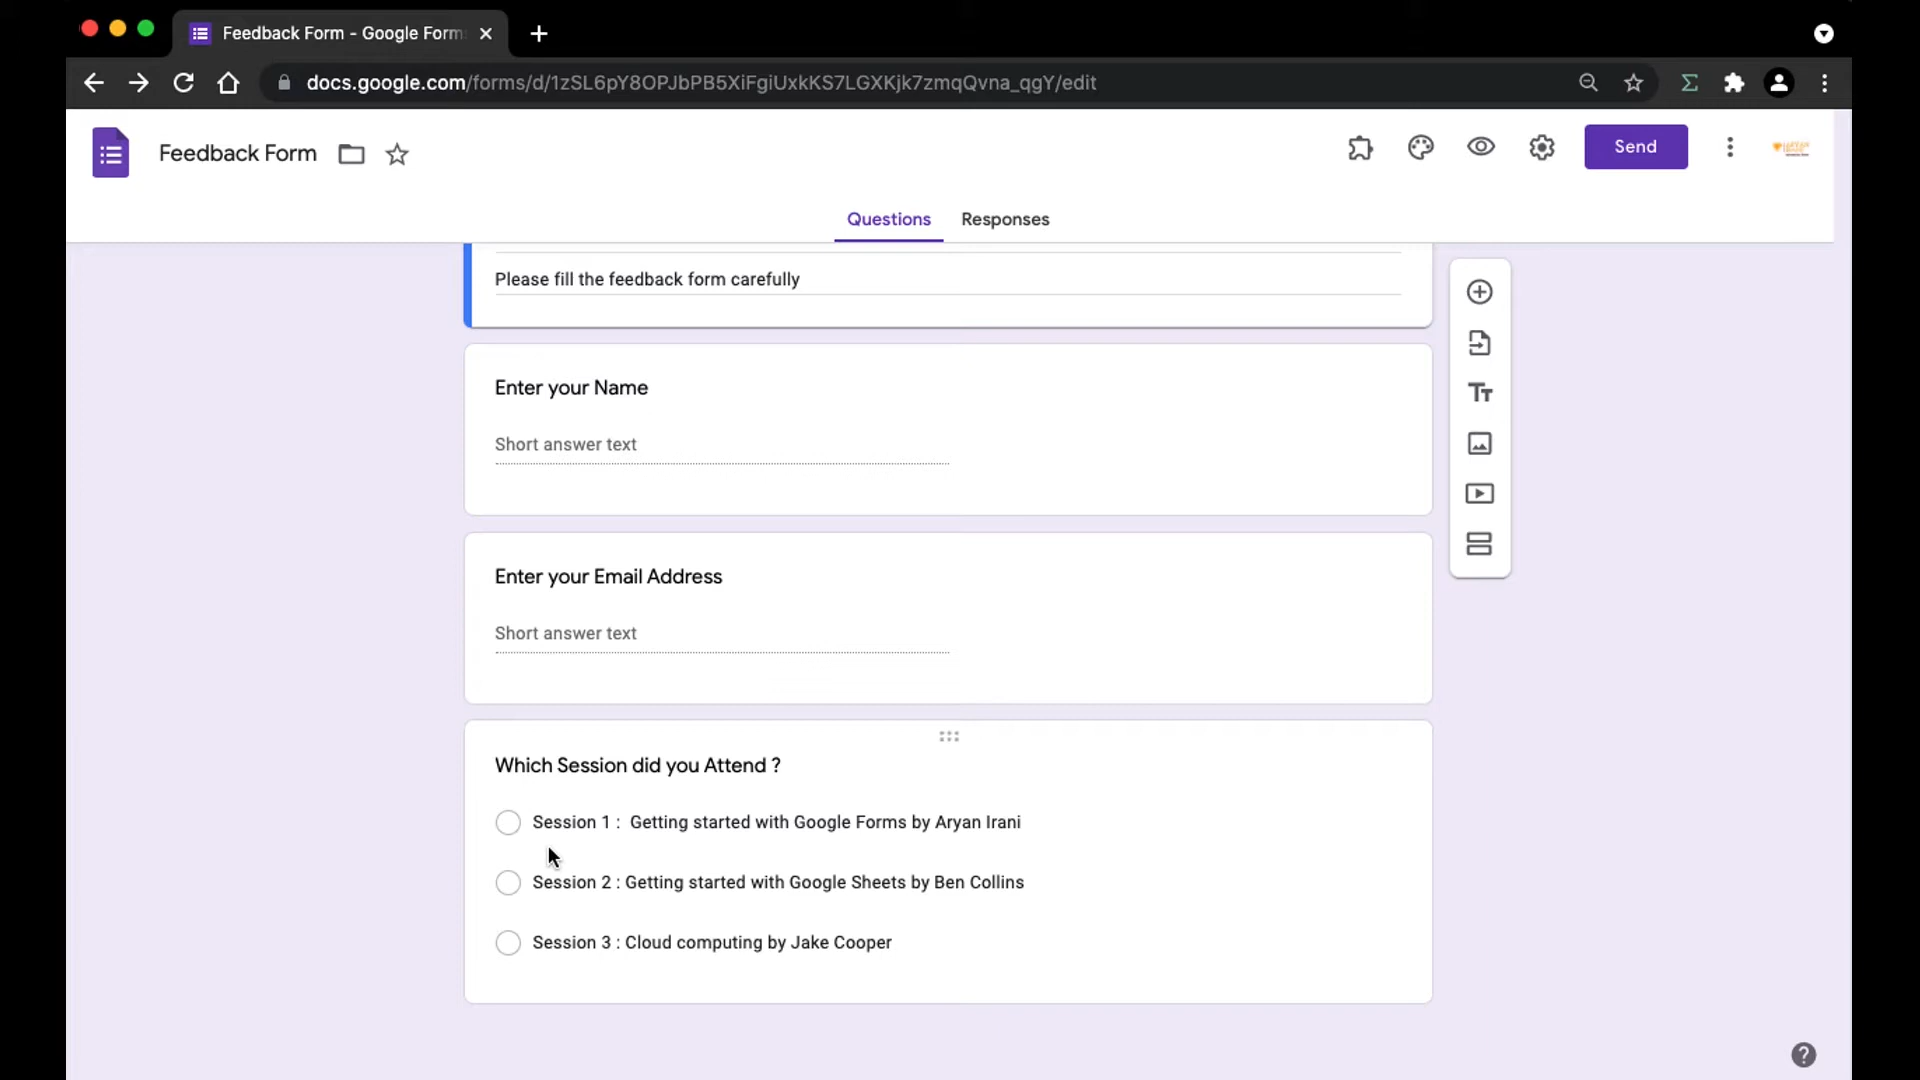 Feedback Form - Google Form
docs.google.com/forms/d/1zSL6pY8OPJbPB5XiFgiUxkKS7LGXKjk7zmqQvna_qgY/edit
Feedback Form
Send
Questions
Responses
Please fill the feedback form carefully
Enter your Name
Short answer text
Enter your Email Address
Short answer text
Which Session did you Attend ?
Session 1 :  Getting started with Google Forms by Aryan Irani
Session 2 : Getting started with Google Sheets by Ben Collins
Session 3 : Cloud computing by Jake Cooper